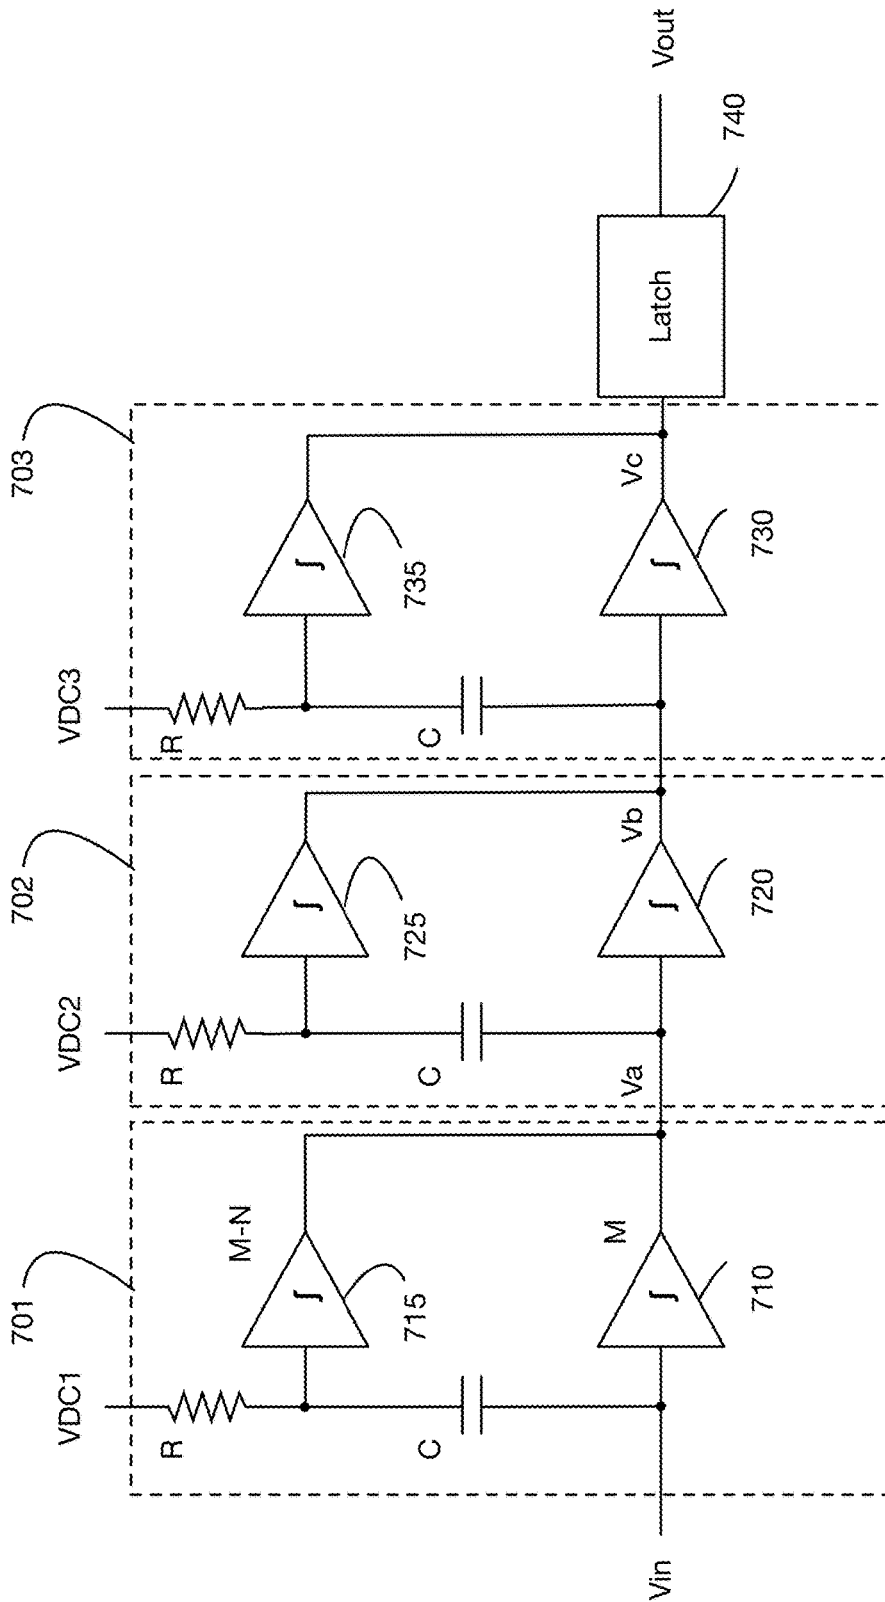 701
702
703
VDC1
VDC2
VDC3
R
R
R
M-N
∫
∫
∫
715
725
735
C
C
C
Vin
M
Va
Vb
Vc
∫
∫
∫
Latch
Vout
710
720
730
740